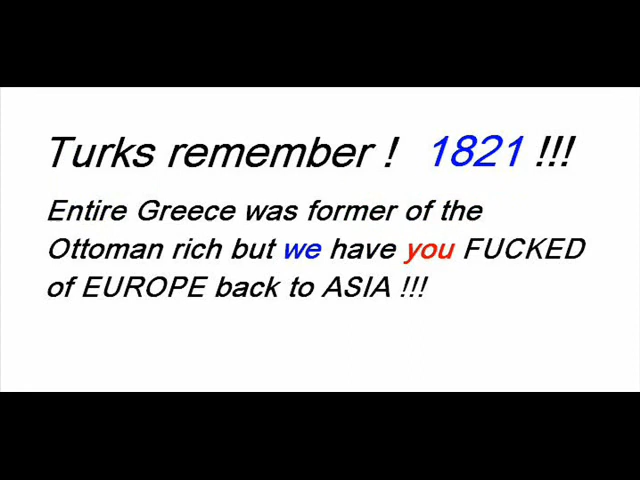 Turks remember ! 1821 !!!
Entire Greece was former of the
Ottoman rich but we have you FUCKED
of EUROPE back to ASIA !!!